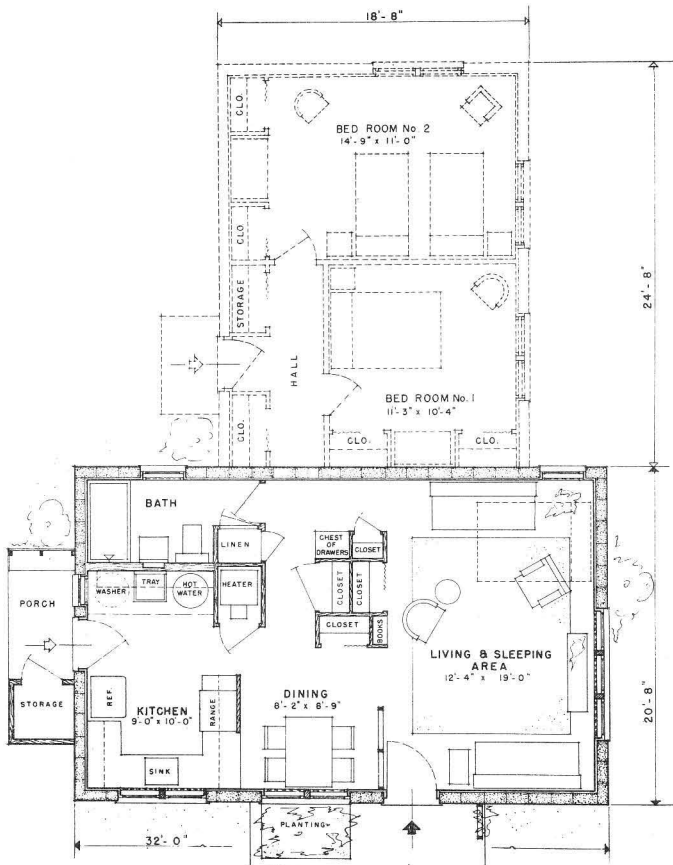 18'-8"
CLO.
BED ROOM No. 2
14'-9" x 11'-0"
CLO.
STORAGE
HALL
24'-8"
BED ROOM No. 1
11'-3" x 10'-4"
CLO.
CLO.
CLO.
BATH
LINEN
CHEST
OF
DRAWERS
CLOSET
PORCH
WASHER
TRAY
HOT
WATER
HEATER
CLOSET
CLOSET
CLOSET
BOOKS
LIVING & SLEEPING
AREA
12'-4" x 19'-0"
STORAGE
REF.
KITCHEN
9'-0" x 10'-0"
RANGE
DINING
8'-2" x 8'-9"
20'-8"
SINK
PLANTING
32'-0"